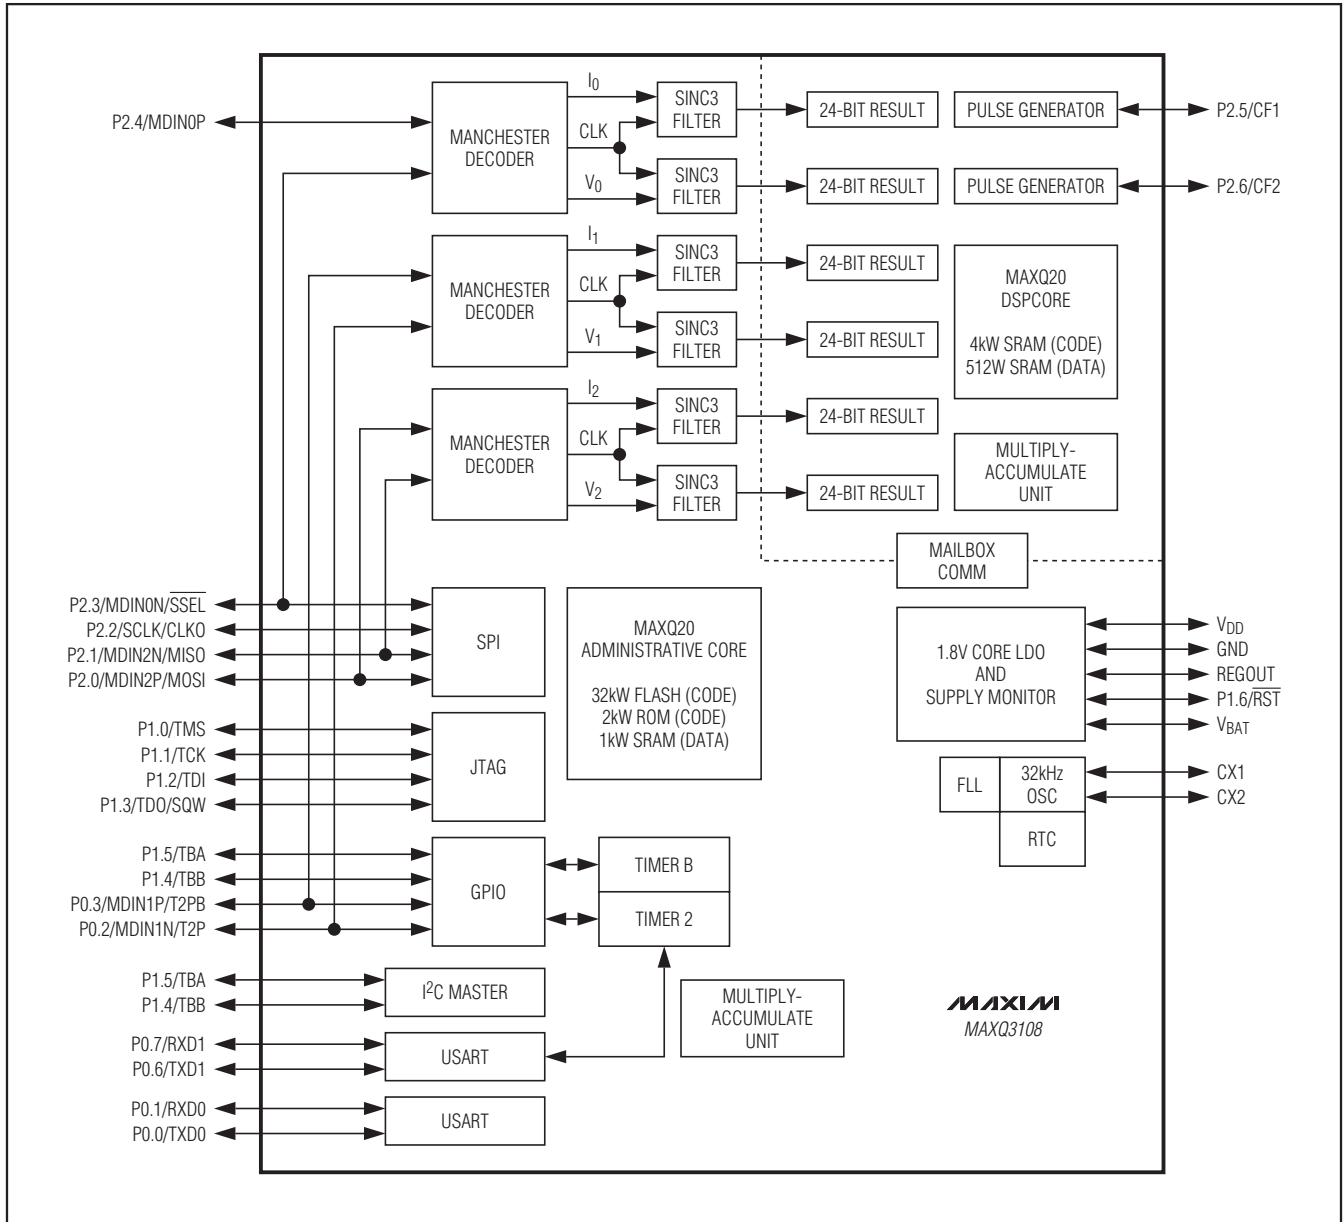 P2.4/MDIN0P
MANCHESTER
DECODER
I0
CLK
V0
SINC3
FILTER
SINC3
FILTER
24-BIT RESULT
24-BIT RESULT
PULSE GENERATOR
PULSE GENERATOR
P2.5/CF1
P2.6/CF2
MANCHESTER
DECODER
I1
CLK
V1
SINC3
FILTER
SINC3
FILTER
24-BIT RESULT
24-BIT RESULT
MAXQ20
DSPCORE
4kW SRAM (CODE)
512W SRAM (DATA)
MANCHESTER
DECODER
I2
CLK
V2
SINC3
FILTER
SINC3
FILTER
24-BIT RESULT
24-BIT RESULT
MULTIPLY-
ACCUMULATE
UNIT
MAILBOX
COMM
P2.3/MDIN0N/SSEL
P2.2/SCLK/CLKO
P2.1/MDIN2N/MISO
P2.0/MDIN2P/MOSI
SPI
MAXQ20
ADMINISTRATIVE CORE
32kW FLASH (CODE)
2kW ROM (CODE)
1kW SRAM (DATA)
1.8V CORE LDO
AND
SUPPLY MONITOR
VDD
GND
REGOUT
P1.6/RST
VBAT
P1.0/TMS
P1.1/TCK
P1.2/TDI
P1.3/TDO/SQW
JTAG
FLL
32kHz
OSC
RTC
CX1
CX2
P1.5/TBA
P1.4/TBB
P0.3/MDIN1P/T2PB
P0.2/MDIN1N/T2P
GPIO
TIMER B
TIMER 2
P1.5/TBA
P1.4/TBB
I2C MASTER
P0.7/RXD1
P0.6/TXD1
USART
MULTIPLY-
ACCUMULATE
UNIT
MAXIM
MAXQ3108
P0.1/RXD0
P0.0/TXD0
USART